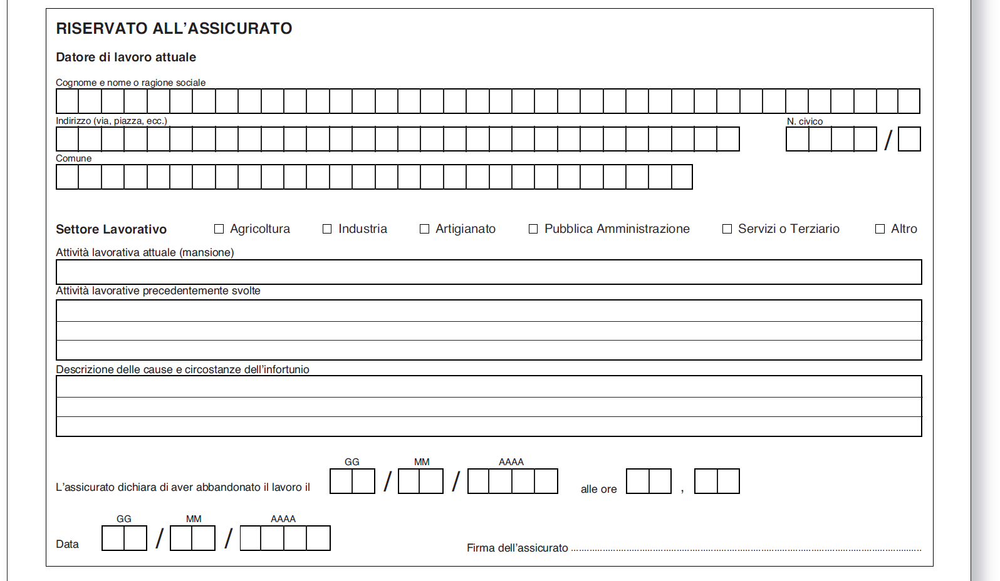 RISERVATO ALL’ASSICURATO
Datore di lavoro attuale
Cognome e nome o ragione sociale
Indirizzo (via, piazza, ecc.) N. civico
/
Comune
Settore Lavorativo Agricoltura Industria Artigianato Pubblica Amministrazione Servizi o Terziario Altro
Attività lavorativa attuale (mansione)
Attività lavorative precedentemente svolte
Descrizione delle cause e circostanze dell’infortunio
GG MM AAAA
L’assicurato dichiara di aver abbandonato il lavoro il / / alle ore ,
GG MM AAAA
Data / / Firma dell’assicurato ........................................................................